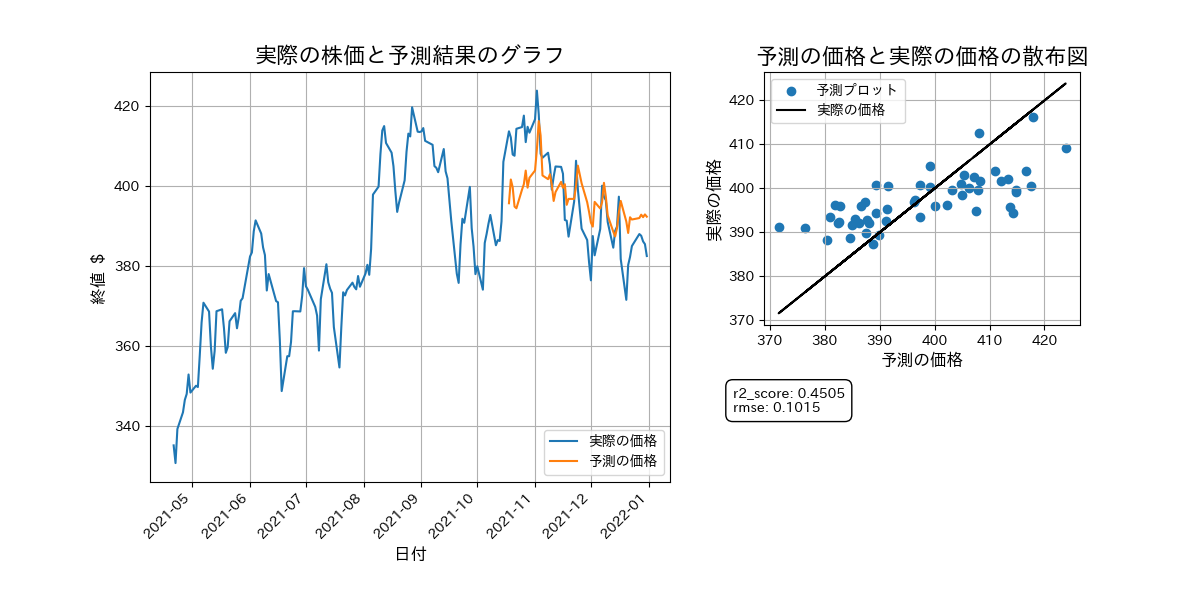 実際の株価と予測結果のグラフ
終値 $
420
400
380
360
340
2021-05
2021-06
2021-07
2021-08
2021-09
2021-10
2021-11
2021-12
2022-01
日付
実際の価格
予測の価格
予測の価格と実際の価格の散布図
実際の価格
420
410
400
390
380
370
370
380
390
400
410
420
予測の価格
予測プロット
実際の価格
r2_score: 0.4505
rmse: 0.1015